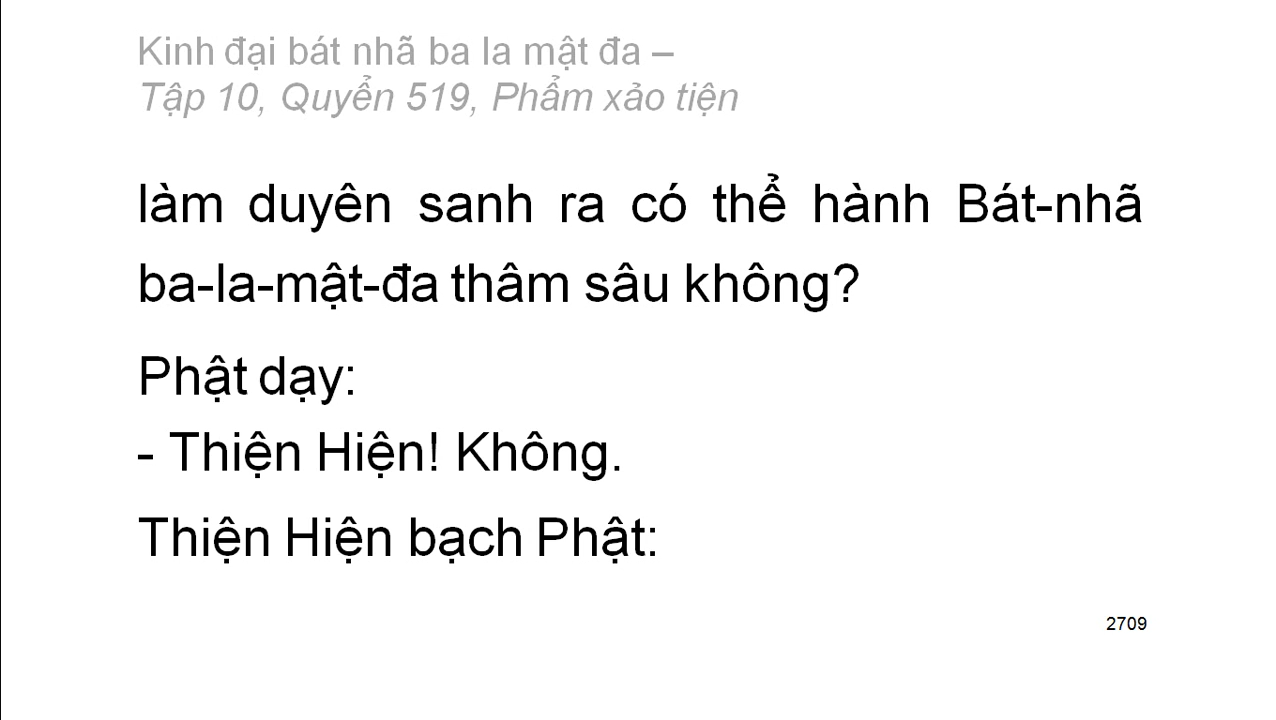 Kinh đại bát nhã ba la mật đa –
Tập 10, Quyển 519, Phẩm xảo tiện
làm duyên sanh ra có thể hành Bát-nhã
ba-la-mật-đa thâm sâu không?
Phật dạy:
- Thiện Hiện! Không.
Thiện Hiện bạch Phật:
2709